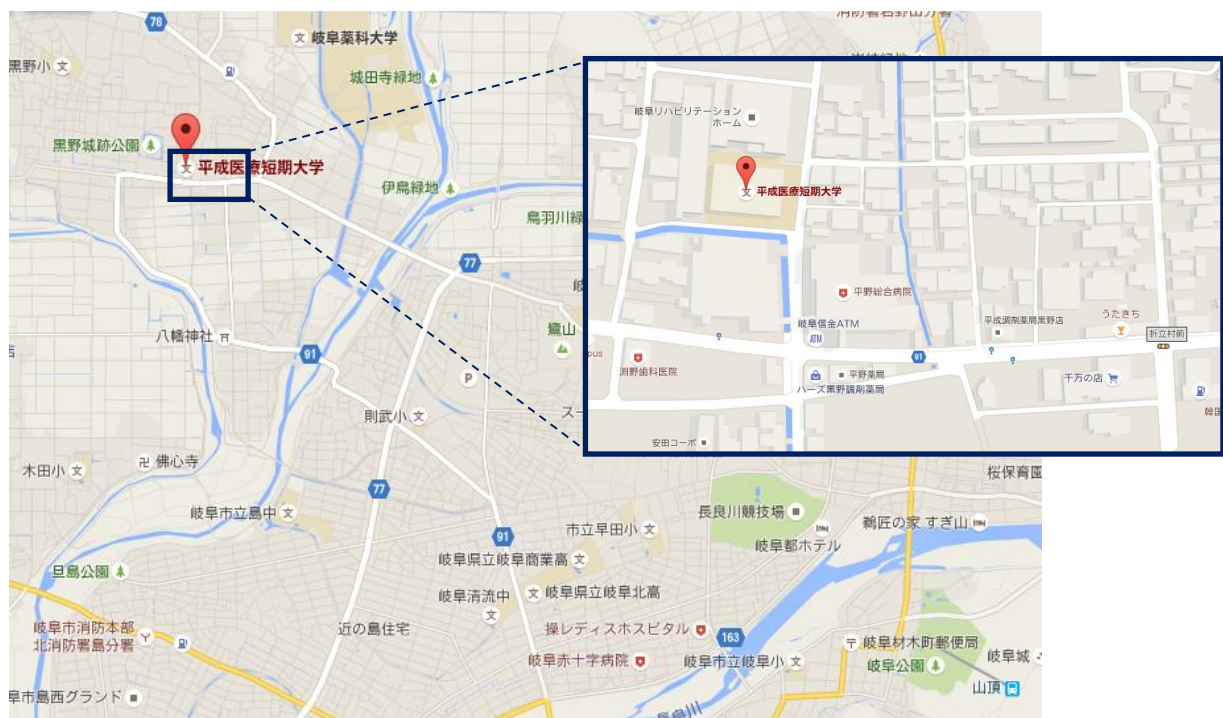 78
岐阜薬科大学
黒野小
城田寺緑地
黒野城跡公園
平成医療短期大学
伊鳥緑地
鳥羽川緑
77
八幡神社
91
鷺山
P
則武小
スー
佛心寺
木田小
77
岐阜市立島中
91
市立早田小
長良川競技場
桜保育園
鵜匠の家 すぎ山
岐阜都ホテル
岐阜県立岐阜商業高
旦島公園
岐阜清流中
岐阜県立岐阜北高
岐阜市消防本部
北消防署島分署
近の島住宅
操レディスホスピタル
163
岐阜材木町郵便局
岐阜赤十字病院
岐阜市立岐阜小
岐阜公園
岐阜城
山頂
阜市島西グランド
長良川
岐阜リハビリテーション
ホーム
平成医療短期大学
平野総合病院
岐阜信金ATM
ATM
平成調剤薬局黒野店
うたきち
折立村前
pus
渕野歯科医院
91
平野薬局
ハーズ黒野調剤薬局
千万の店
韓国
安田コーポ